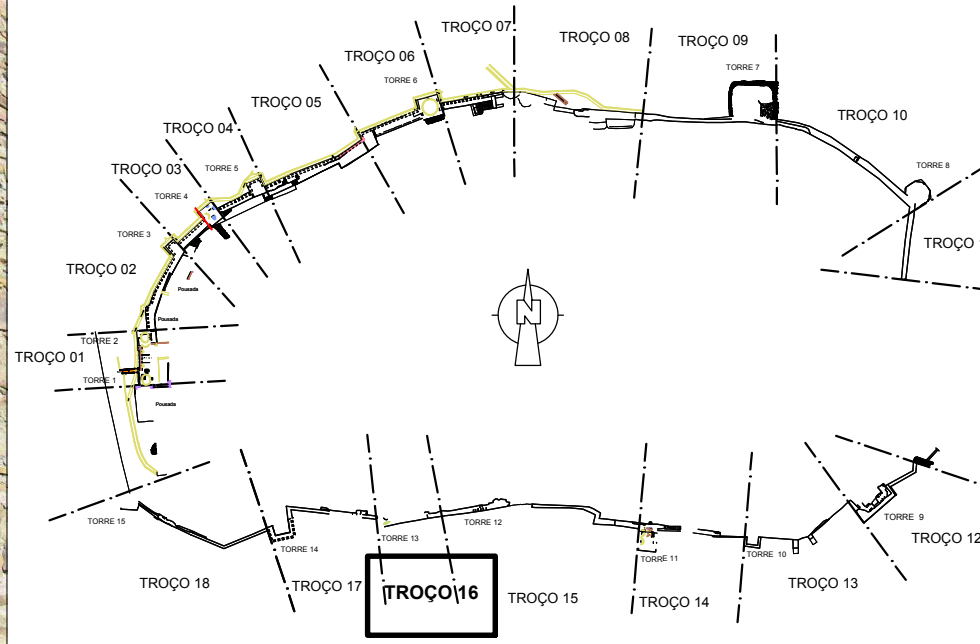 TROÇO 07
TROÇO 08
TROÇO 09
TROÇO 06
TORRE 7
TORRE 6
TROÇO 05
TROÇO 10
TROÇO 04
TROÇO 03
TORRE 5
TORRE 8
TORRE 4
TORRE 3
TROÇO
TROÇO 02
Pousada
N
Pousada
TORRE 2
TROÇO 01
TORRE 1
Pousada
TORRE 15
TORRE 12
TORRE 9
TORRE 13
TROÇO 12
TORRE 14
TORRE 11
TORRE 10
TROÇO 18
TROÇO 17
TROÇO 16
TROÇO 15
TROÇO 14
TROÇO 13